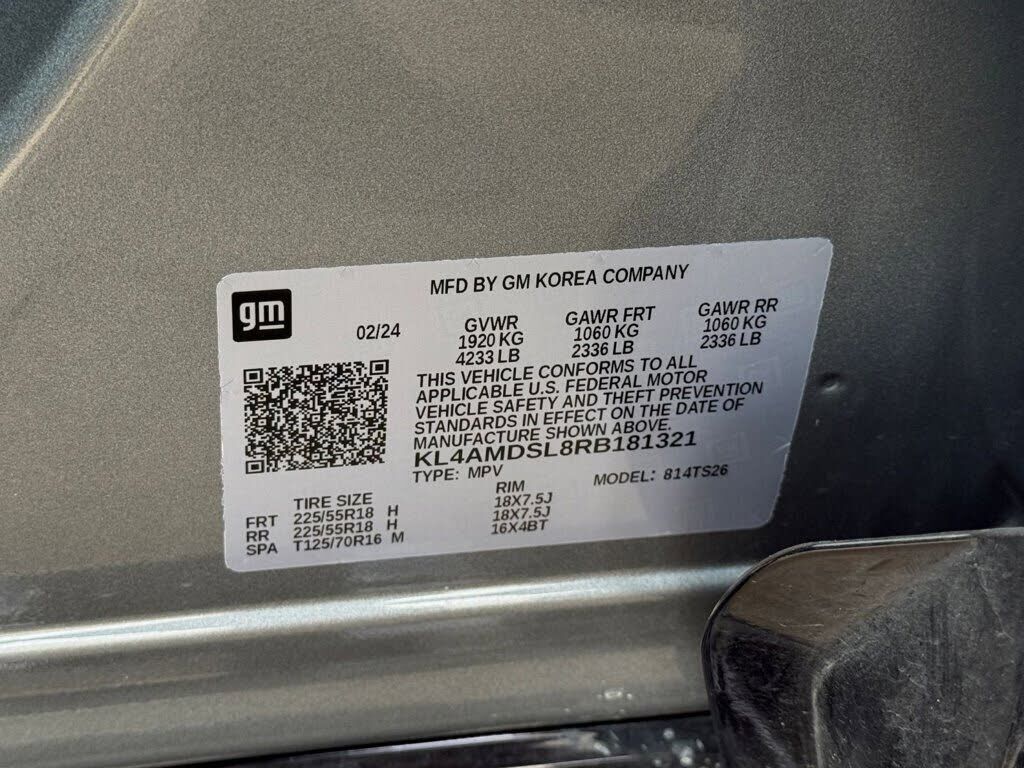 MFD BY GM KOREA COMPANY
gm
02/24
GVWR
1920 KG
4233 LB
GAWR FRT
1060 KG
2336 LB
GAWR RR
1060 KG
2336 LB
THIS VEHICLE CONFORMS TO ALL
APPLICABLE U.S. FEDERAL MOTOR
VEHICLE SAFETY AND THEFT PREVENTION
STANDARDS IN EFFECT ON THE DATE OF
MANUFACTURE SHOWN ABOVE.
KL4AMDSL8RB181321
TYPE: MPV MODEL: 814TS26
TIRE SIZE RIM
FRT 225/55R18 H 18X7.5J
RR 225/55R18 H 18X7.5J
SPA T125/70R16 M 16X4BT